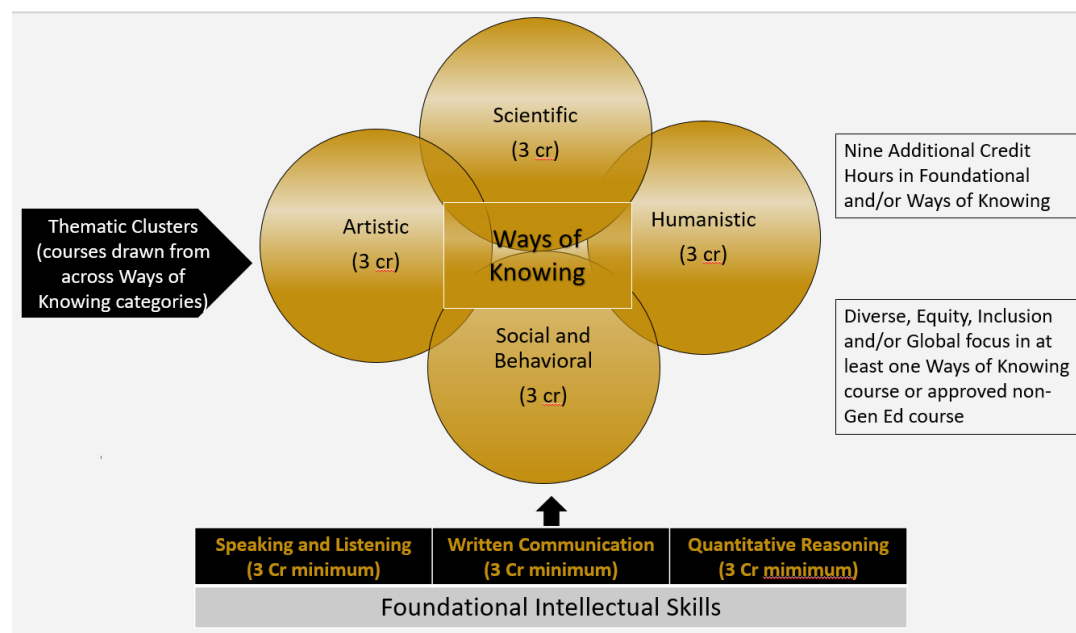 Scientific
(3 cr)
Artistic
(3 cr)
Humanistic
(3 cr)
Ways of
Knowing
Social and
Behavioral
(3 cr)
Thematic Clusters
(courses drawn from
across Ways of
Knowing categories)
Nine Additional Credit
Hours in Foundational
and/or Ways of Knowing
Diverse, Equity, Inclusion
and/or Global focus in at
least one Ways of Knowing
course or approved non-
Gen Ed course
Speaking and Listening
(3 Cr minimum)
Written Communication
(3 Cr minimum)
Quantitative Reasoning
(3 Cr mimimum)
Foundational Intellectual Skills